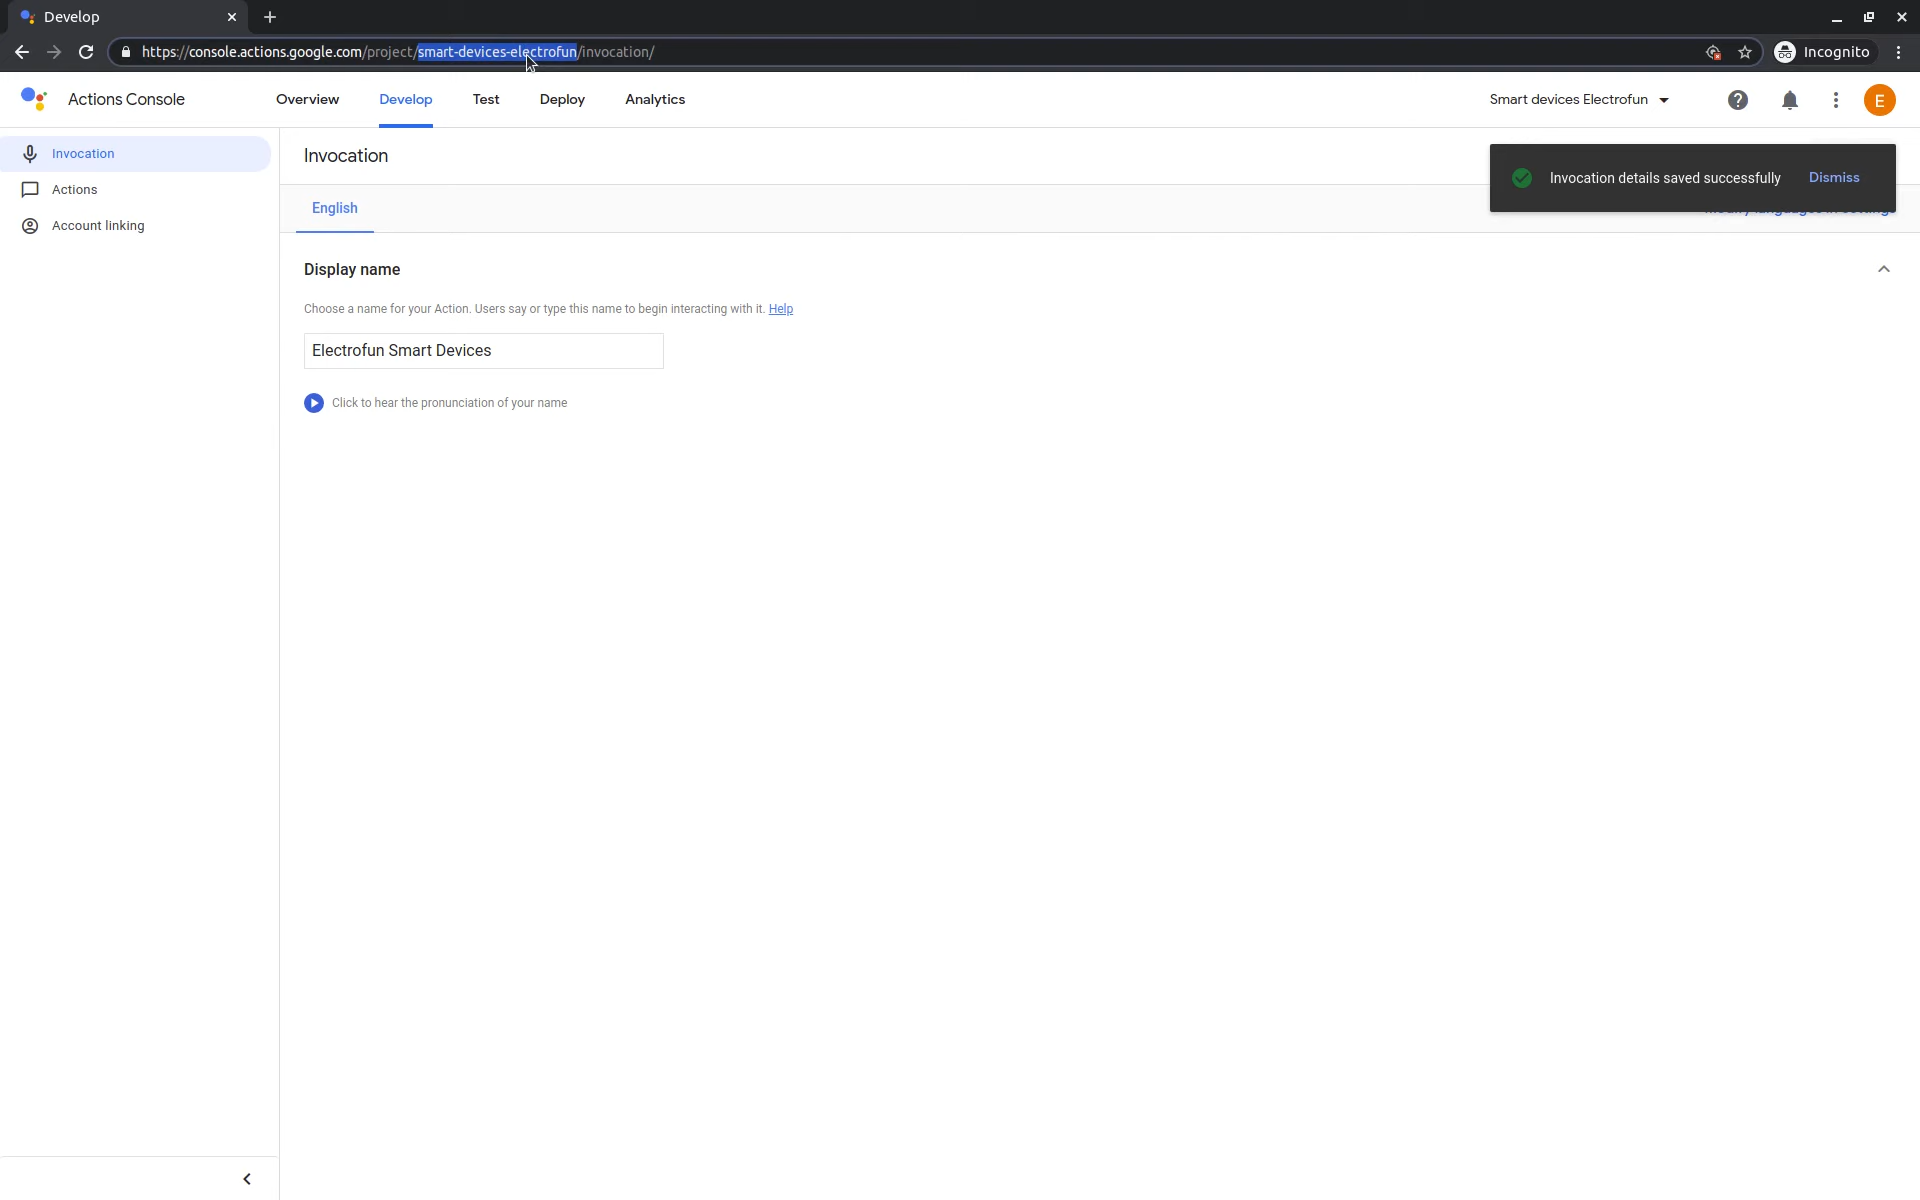 Develop
https://console.actions.google.com/project/smart-devices-electrofun/invocation/
Incognito
Actions Console
Overview
Develop
Test
Deploy
Analytics
Smart devices Electrofun
E
Invocation
Actions
Account linking
Invocation
Invocation details saved successfully
Dismiss
English
Display name
Choose a name for your Action. Users say or type this name to begin interacting with it. Help
Electrofun Smart Devices
Click to hear the pronunciation of your name